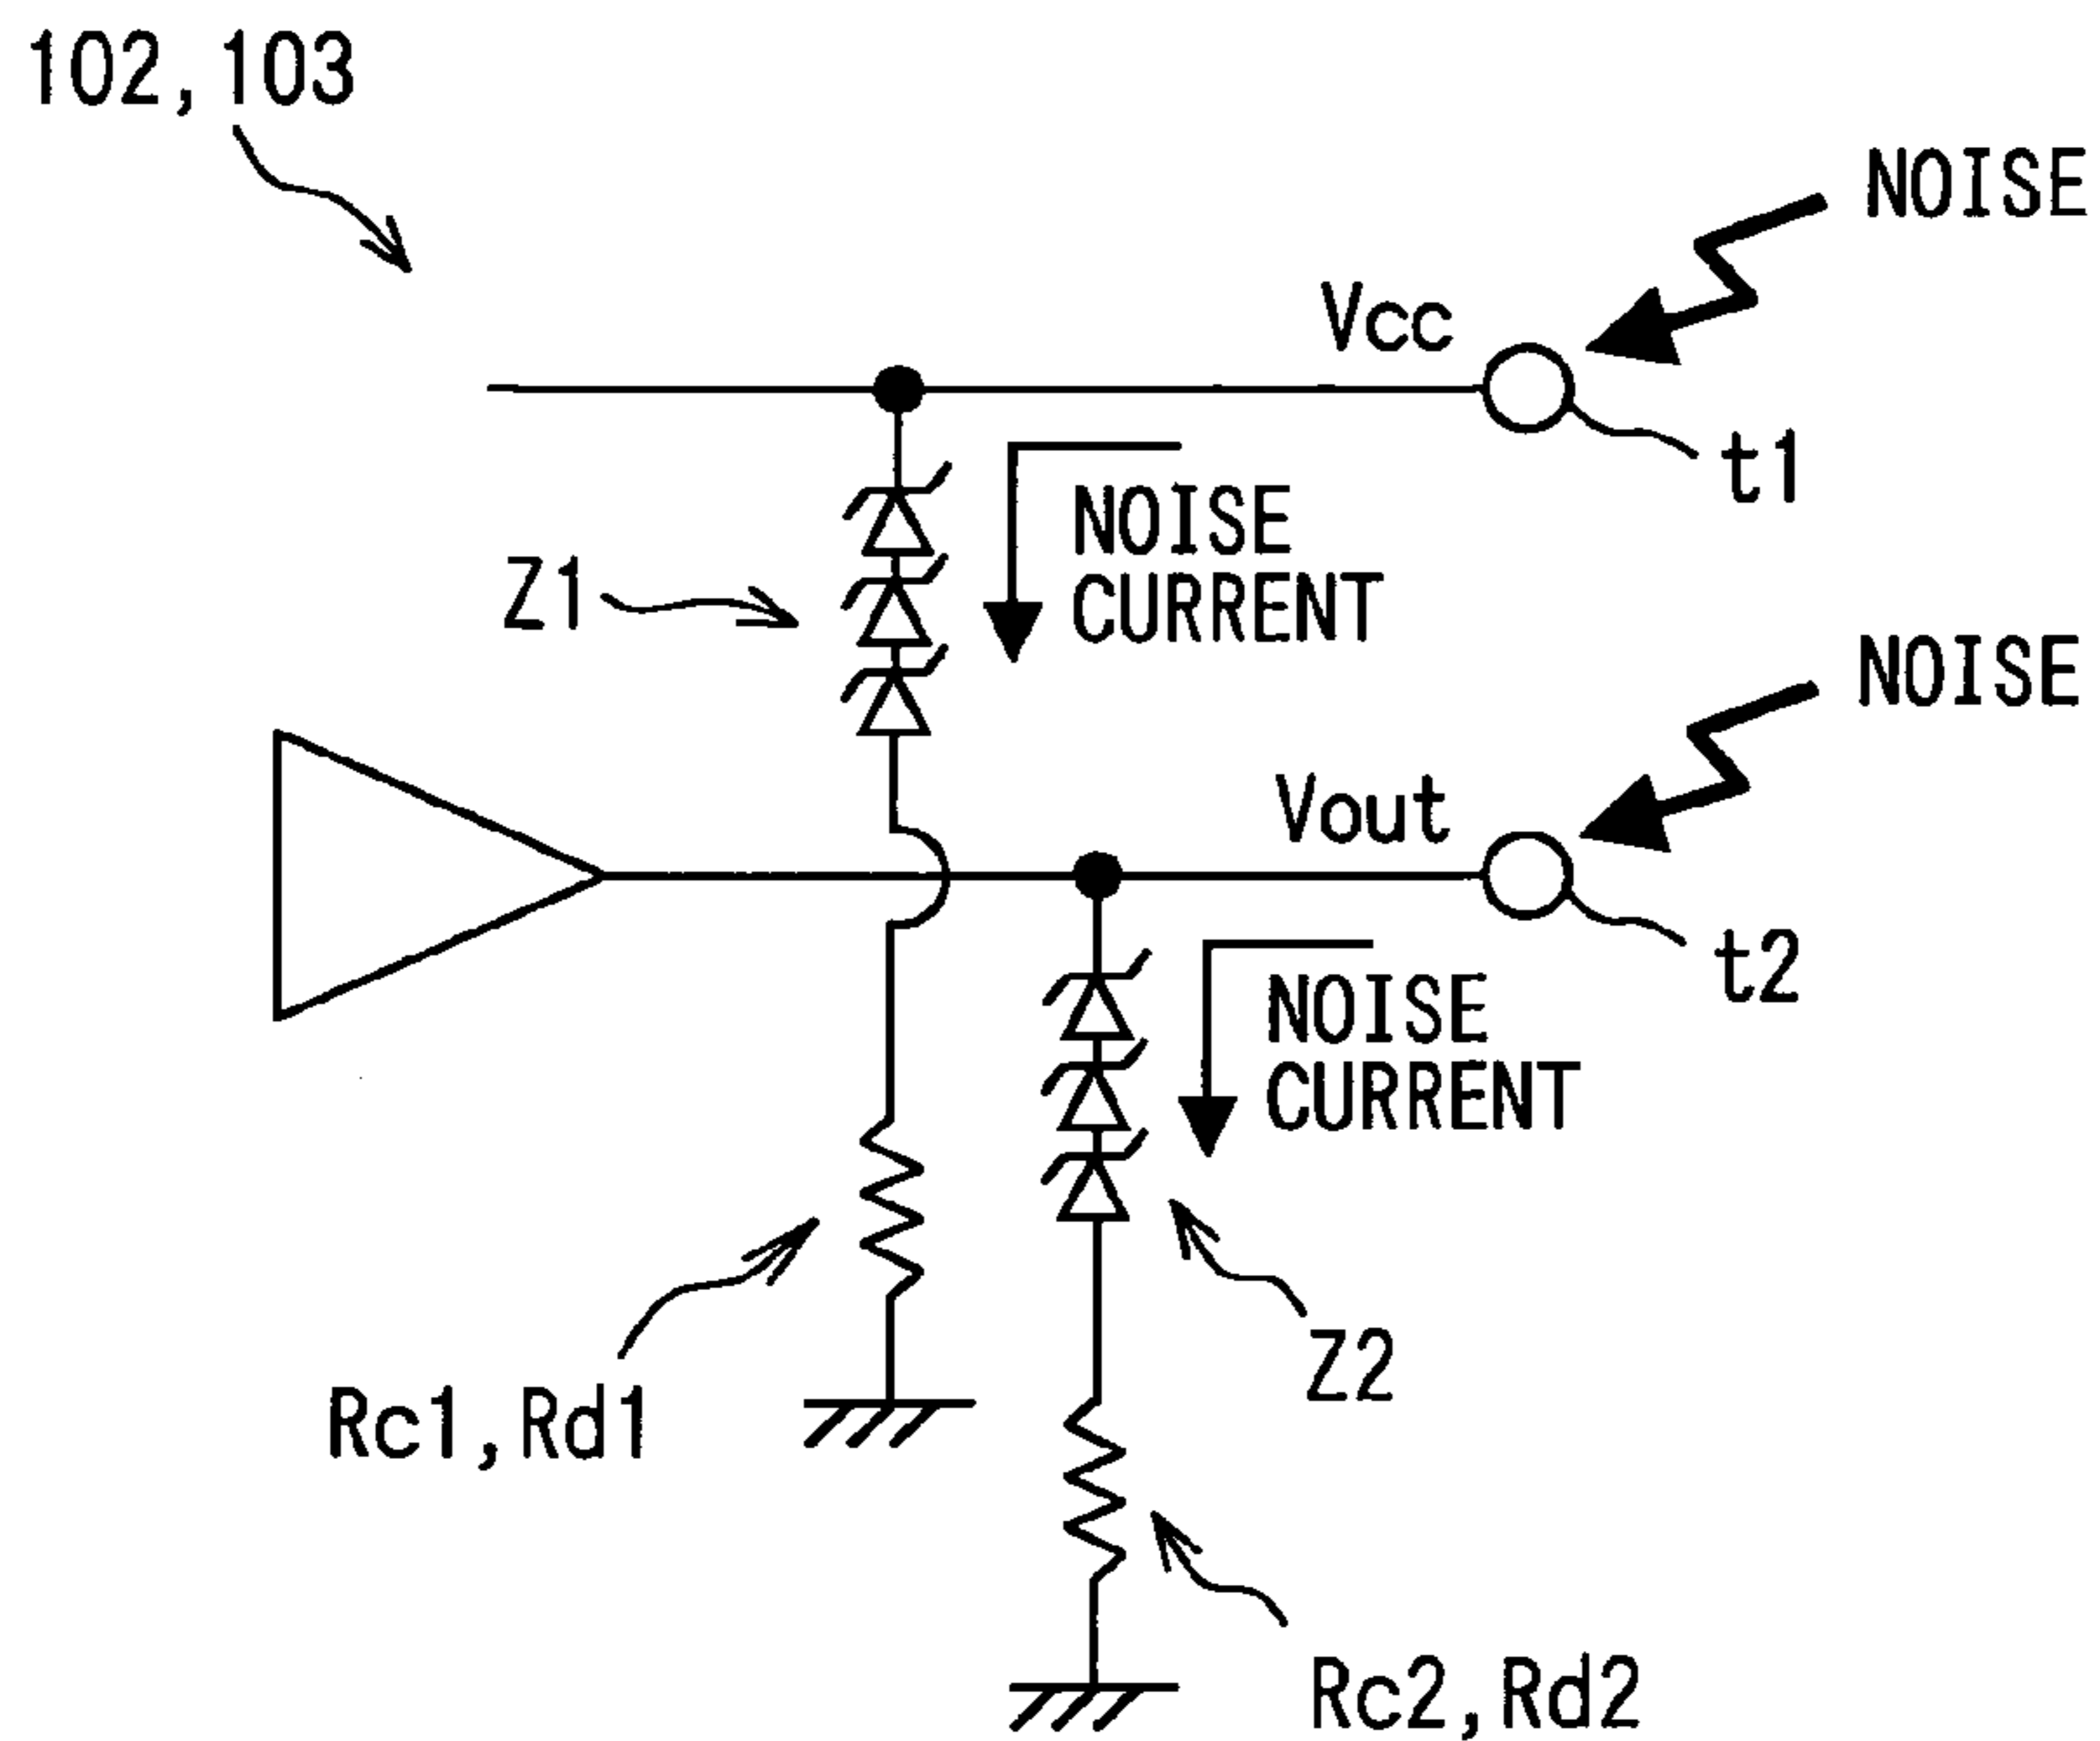 102,103
NOISE
Vcc
t1
NOISE
CURRENT
Z1
NOISE
Vout
t2
NOISE
CURRENT
Z2
Rc1,Rd1
Rc2,Rd2